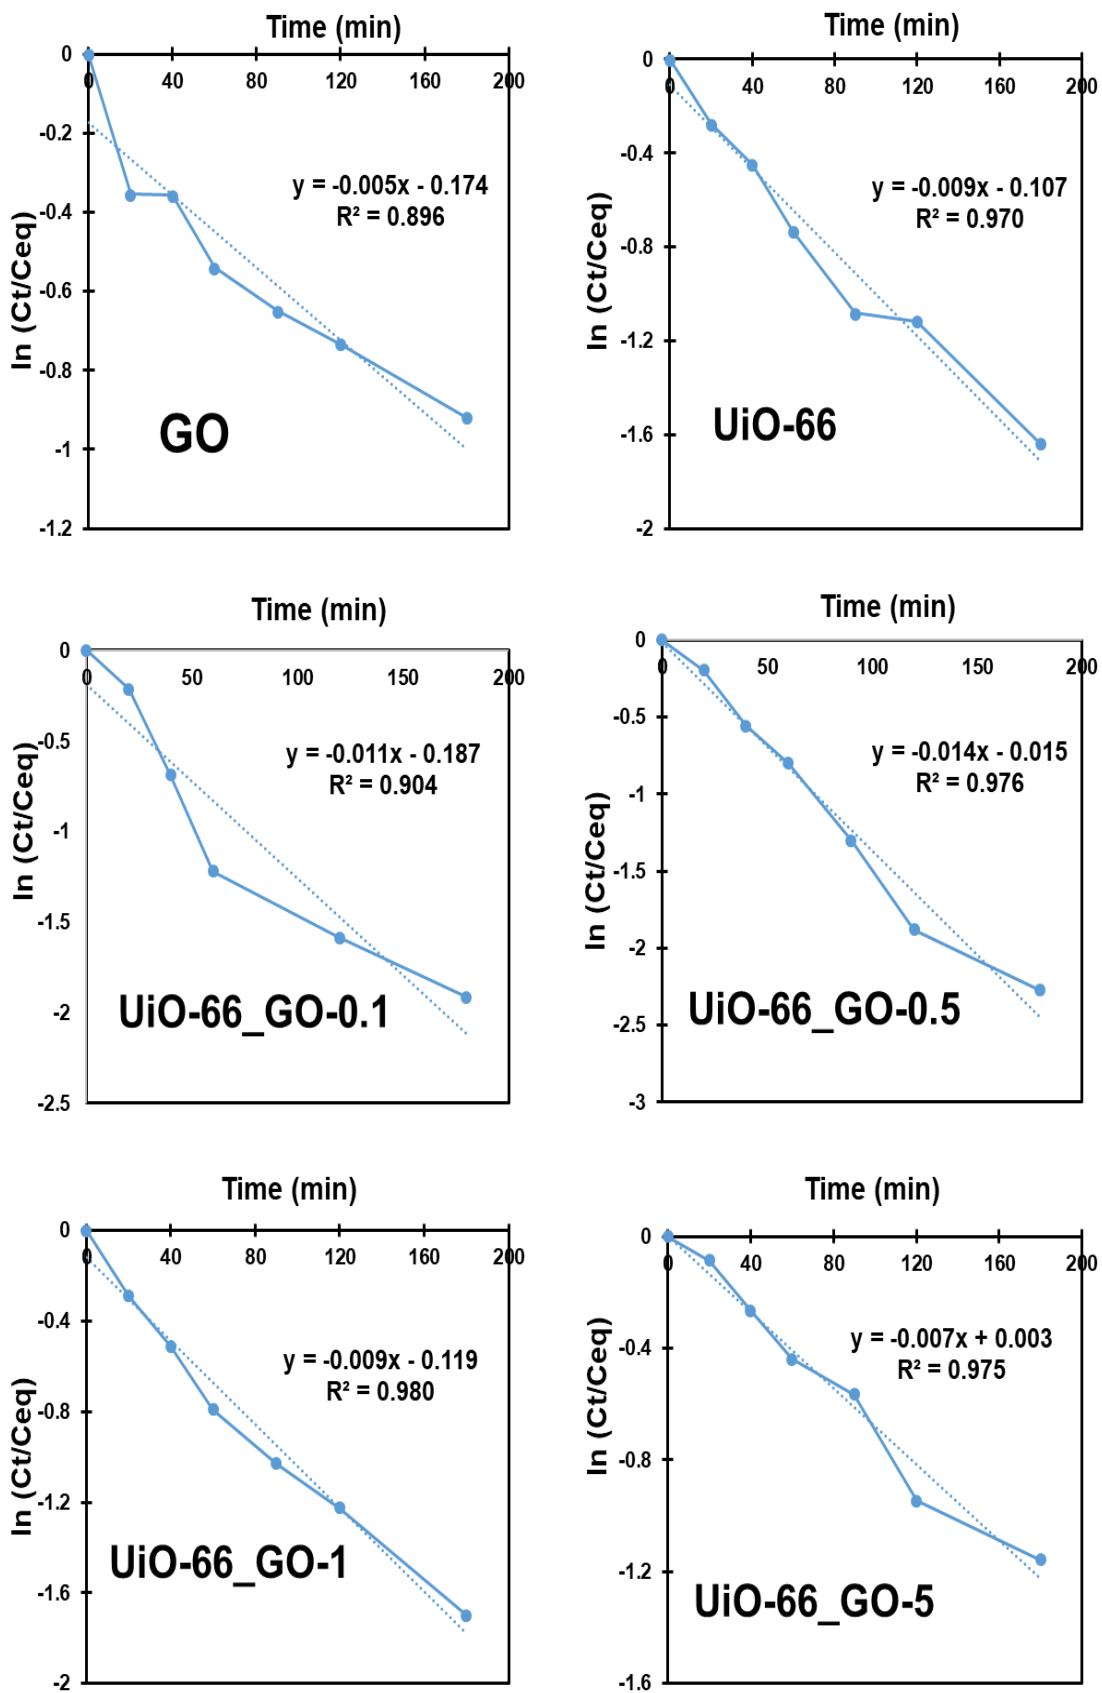 Time (min)
0
0 40 80 120 160 200
-0.2
-0.4
-0.6
-0.8
-1
-1.2
ln (Ct/Ceq)
y = -0.005x - 0.174
R² = 0.896
GO
Time (min)
0
0 40 80 120 160 200
-0.4
-0.8
-1.2
-1.6
-2
ln (Ct/Ceq)
y = -0.009x - 0.107
R² = 0.970
UiO-66
Time (min)
0
0 50 100 150 200
-0.5
-1
-1.5
-2
-2.5
ln (Ct/Ceq)
y = -0.011x - 0.187
R² = 0.904
UiO-66_GO-0.1
Time (min)
0
0 50 100 150 200
-0.5
-1
-1.5
-2
-2.5
-3
ln (Ct/Ceq)
y = -0.014x - 0.015
R² = 0.976
UiO-66_GO-0.5
Time (min)
0
0 40 80 120 160 200
-0.4
-0.8
-1.2
-1.6
-2
ln (Ct/Ceq)
y = -0.009x - 0.119
R² = 0.980
UiO-66_GO-1
Time (min)
0
0 40 80 120 160 200
-0.4
-0.8
-1.2
-1.6
ln (Ct/Ceq)
y = -0.007x + 0.003
R² = 0.975
UiO-66_GO-5